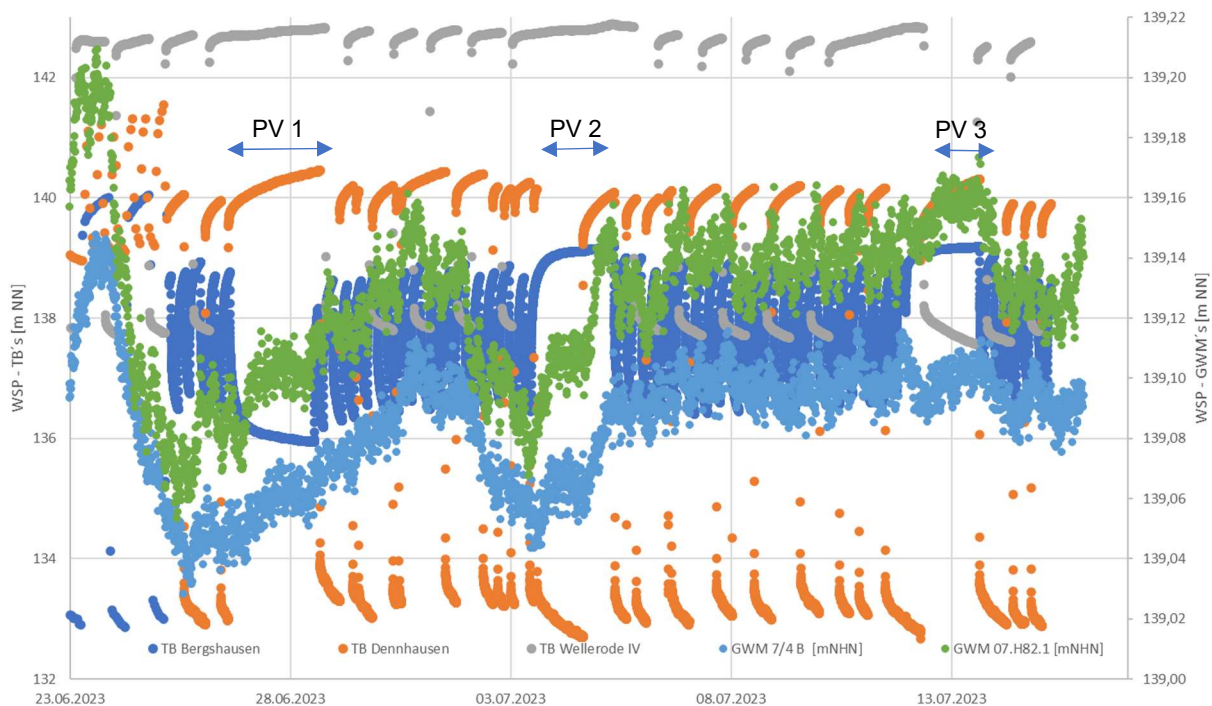 139,22
142
139,20
139,18
PV 1
PV 2
PV 3
140
139,16
139,14
138
139,12
139,10
136
139,08
139,06
134
139,04
139,02
132
139,00
WSP - TB´s [m NN]
WSP - GWM´s [m NN]
TB Bergshausen
TB Dennhausen
TB Wellerode IV
GWM 7/4 B [mNHN]
GWM 07.H82.1 [mNHN]
23.06.2023
28.06.2023
03.07.2023
08.07.2023
13.07.2023